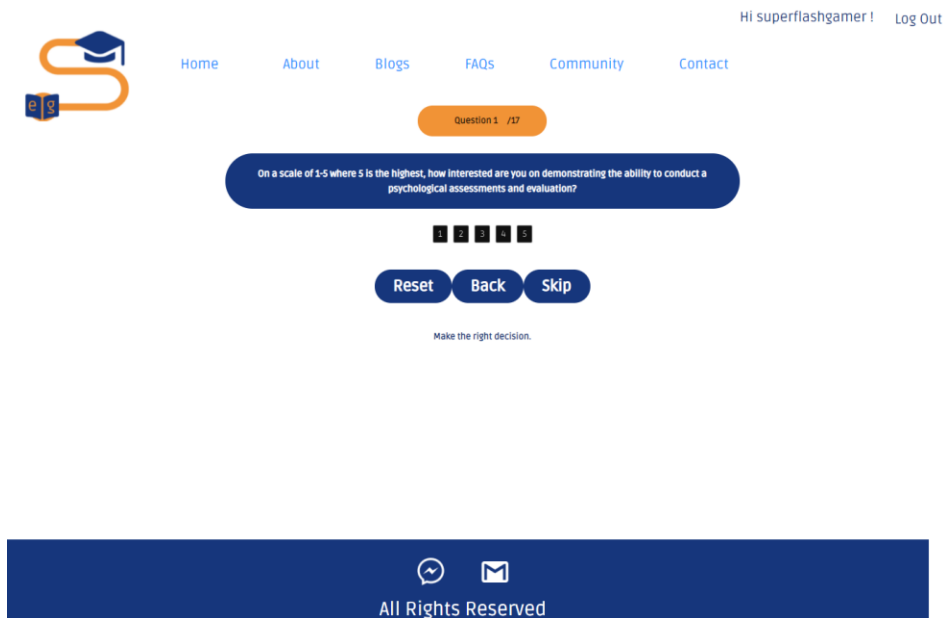 Hi superflashgamer ! Log Out
Home About Blogs FAQs Community Contact
e g
Question 1 /17
On a scale of 1-5 where 5 is the highest, how interested are you on demonstrating the ability to conduct a
psychological assessments and evaluation?
1 2 3 4 5
Reset Back Skip
Make the right decision.
All Rights Reserved